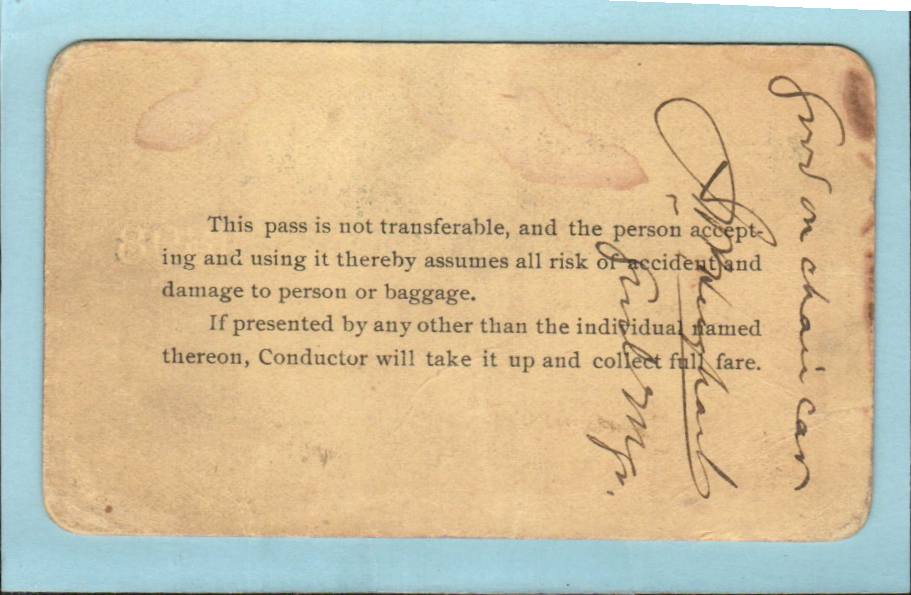 This pass is not transferable, and the person accept-
ing and using it thereby assumes all risk of accident and
damage to person or baggage.
If presented by any other than the individual named
thereon, Conductor will take it up and collect full fare.
Good on chair car
Mgr.